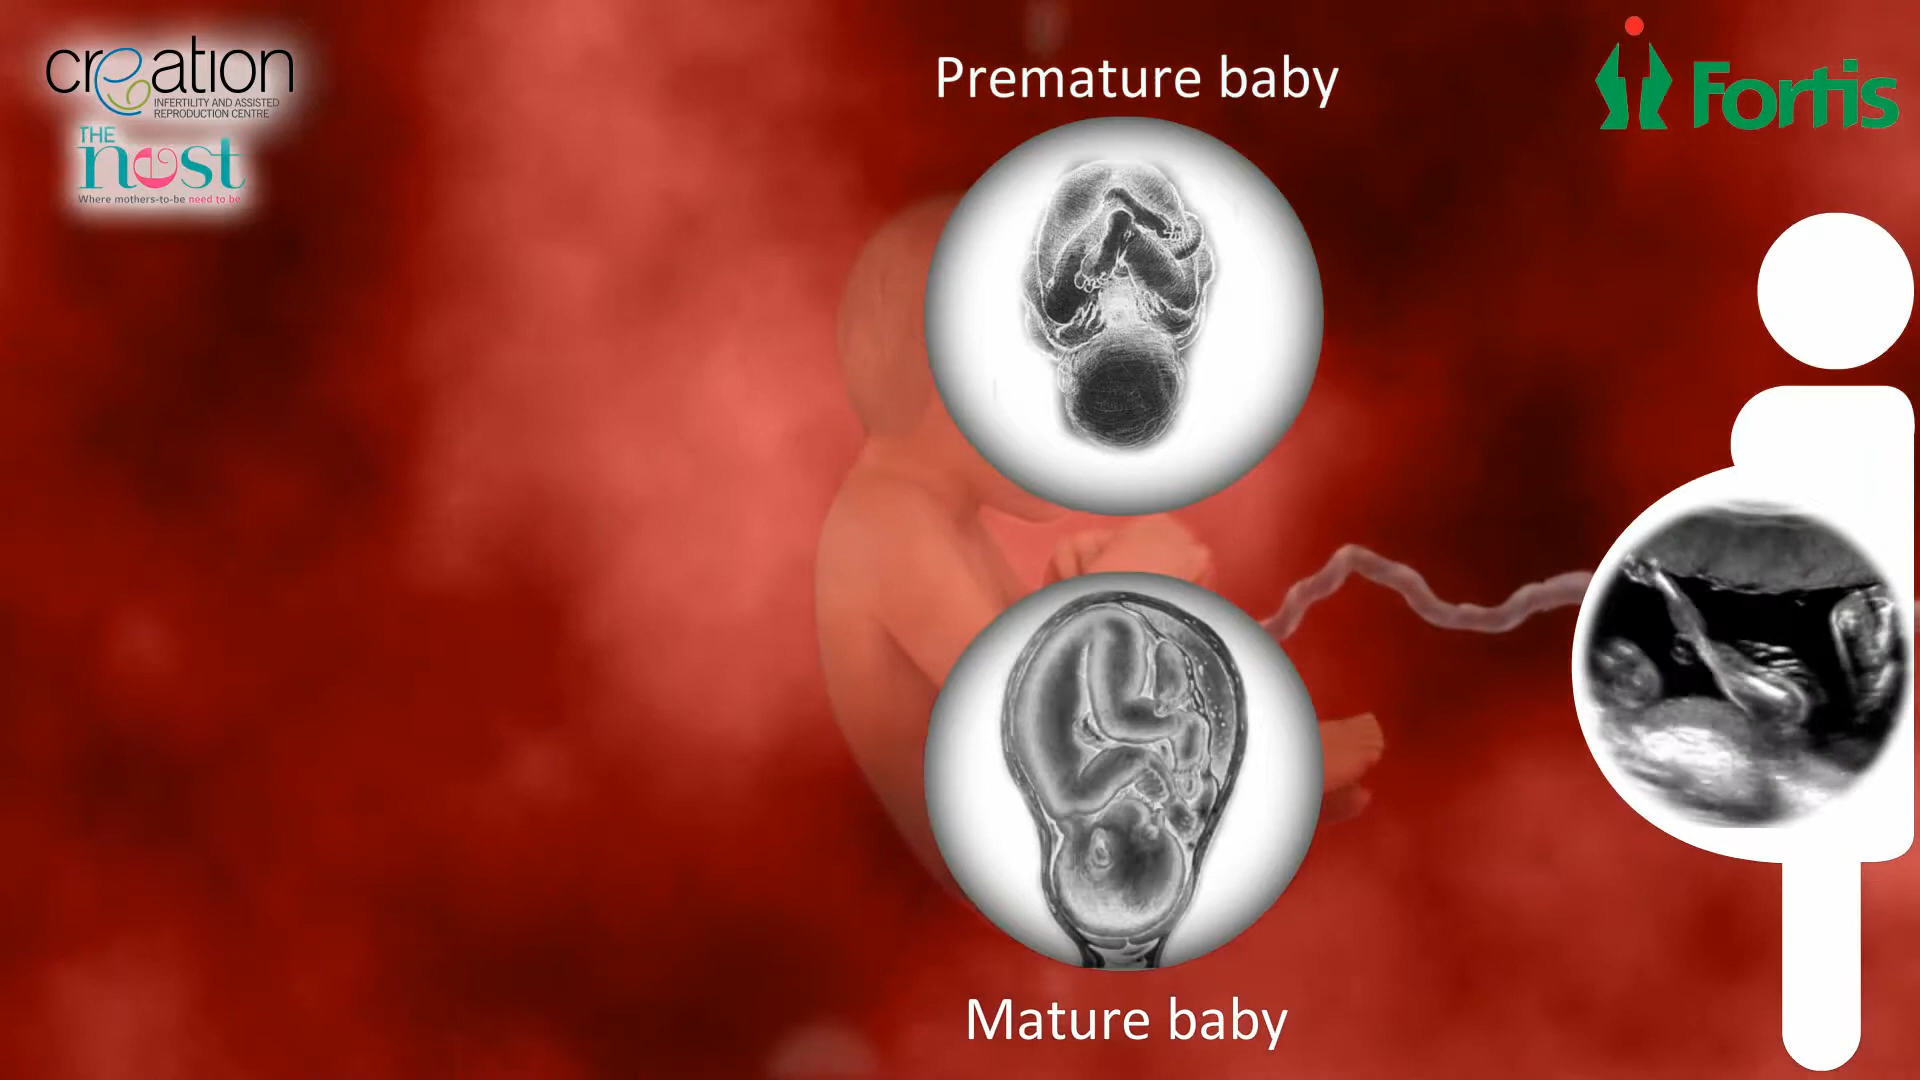 creation
INFERTILITY AND ASSISTED
REPRODUCTION CENTRE
THE
nest
Where mothers-to-be need to be
Premature baby
Fortis
Mature baby